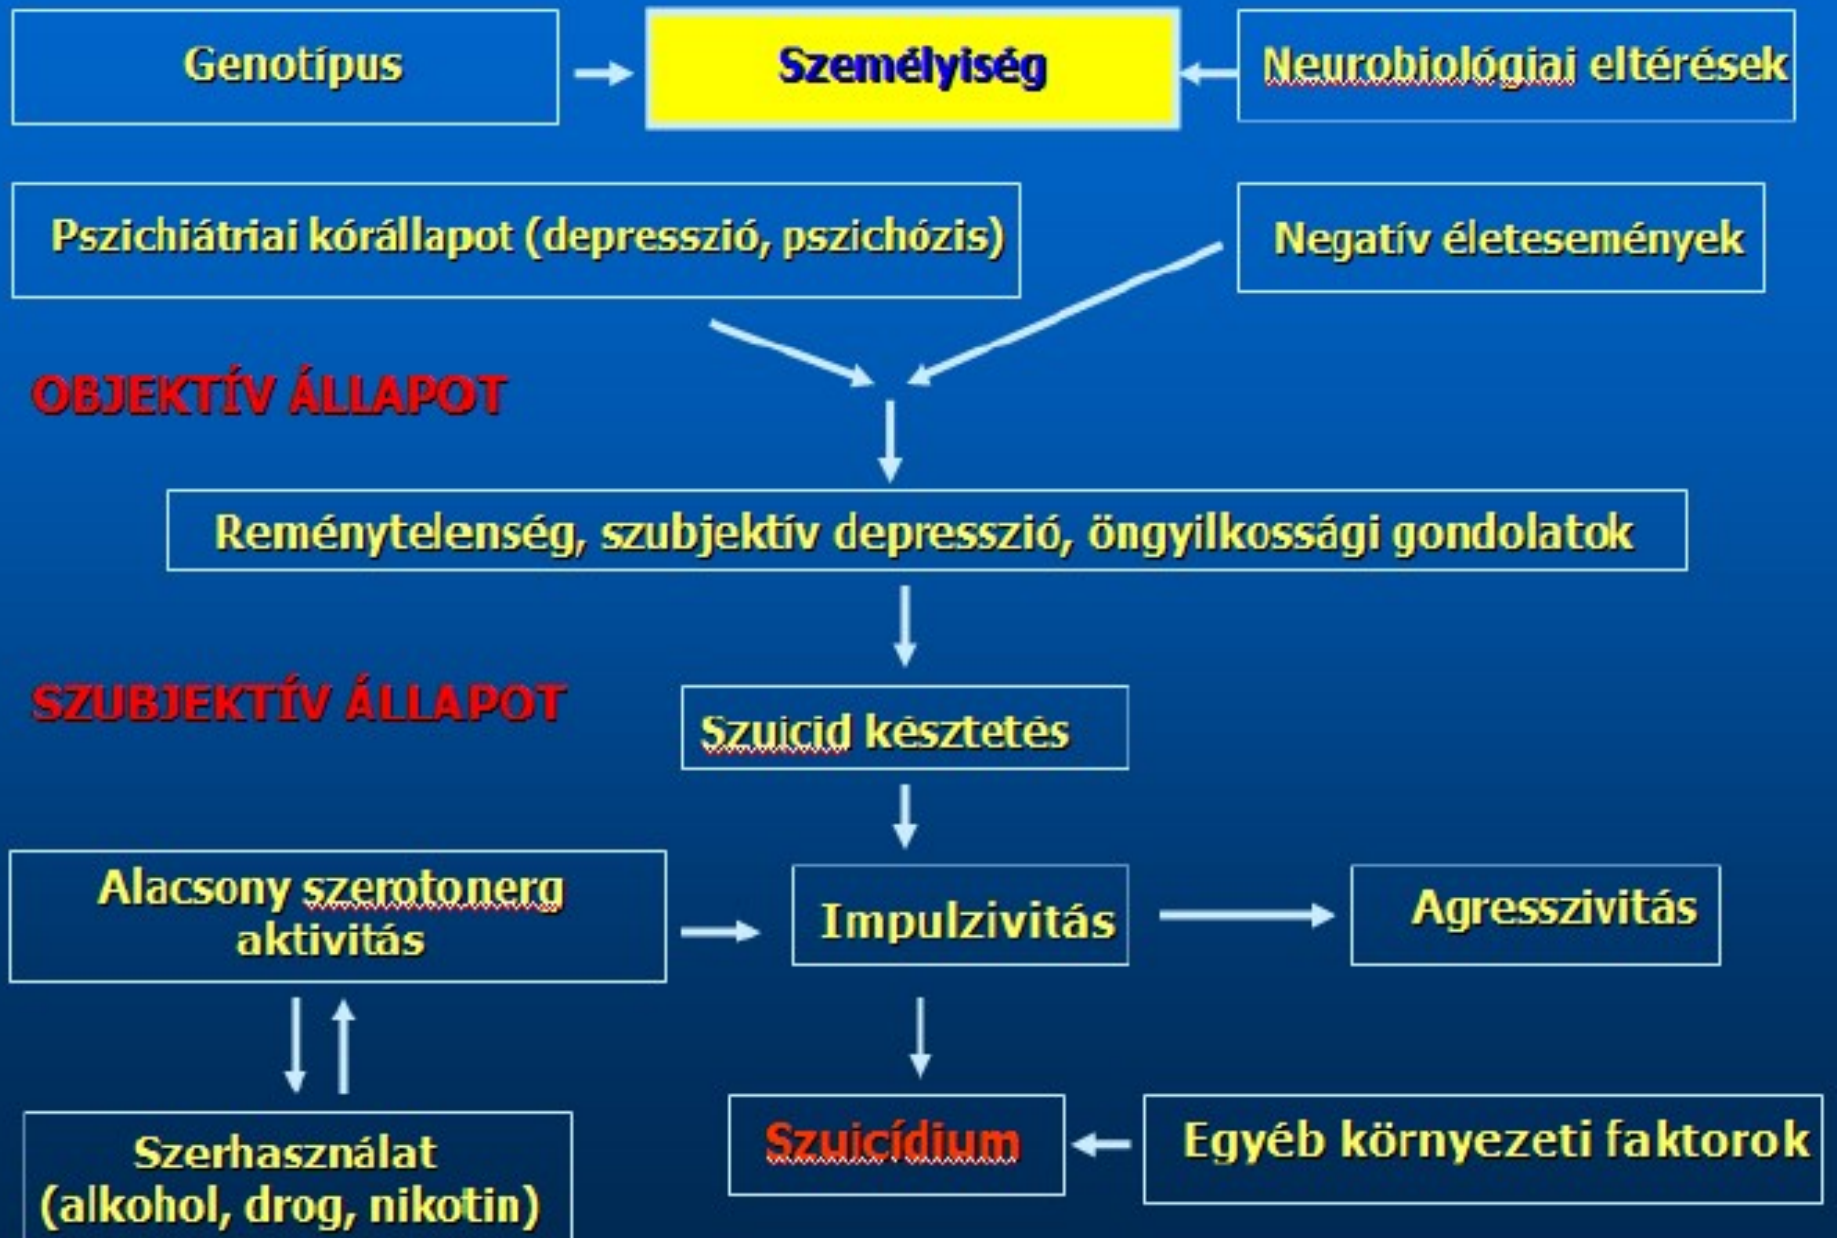 Genotípus
Személyiség
Neurobiológiai eltérések
Pszichiátriai kórállapot (depresszió, pszichózis)
Negatív életesemények
OBJEKTÍV ÁLLAPOT
Reménytelenség, szubjektív depresszió, öngyilkossági gondolatok
SZUBJEKTÍV ÁLLAPOT
Szuicid késztetés
Alacsony szerotonerg
aktivitás
Impulzivitás
Agresszivitás
Szerhasználat
(alkohol, drog, nikotin)
Szuicídium
Egyéb környezeti faktorok